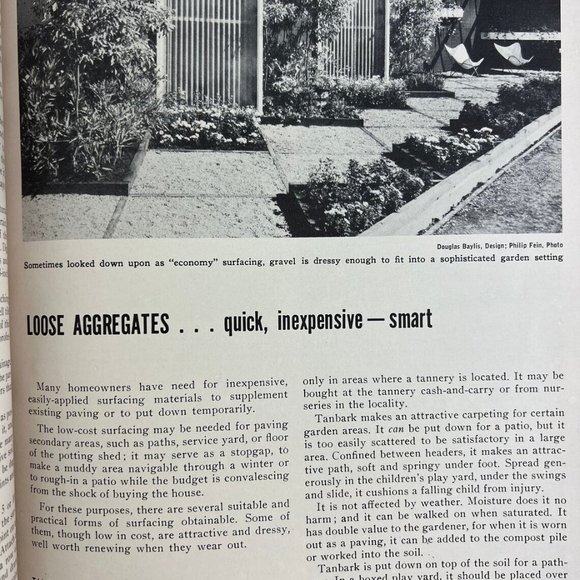 Douglas Baylis, Design; Philip Fein, Photo
Sometimes looked down upon as "economy" surfacing, gravel is dressy enough to fit into a sophisticated garden setting
LOOSE AGGREGATES . . . quick, inexpensive — smart
Many homeowners have need for inexpensive,
easily-applied surfacing materials to supplement
existing paving or to put down temporarily.
The low-cost surfacing may be needed for paving
secondary areas, such as paths, service yard, or floor
of the potting shed; it may serve as a stopgap, to
make a muddy area navigable through a winter or
to rough-in a patio while the budget is convalescing
from the shock of buying the house.
For these purposes, there are several suitable and
practical forms of surfacing obtainable. Some of
them, though low in cost, are attractive and dressy,
well worth renewing when they wear out.
only in areas where a tannery is located. It may be
bought at the tannery cash-and-carry or from nur-
series in the locality.
Tanbark makes an attractive carpeting for certain
garden areas. It can be put down for a patio, but it
is too easily scattered to be satisfactory in a large
area. Confined between headers, it makes an attrac-
tive path, soft and springy under foot. Spread gen-
erously in the children's play yard, under the swings
and slide, it cushions a falling child from injury.
It is not affected by weather. Moisture does it no
harm; and it can be walked on when saturated. It
has double value to the gardener, for when it is worn
out as a paving, it can be added to the compost pile
or worked into the soil.
Tanbark is put down on top of the soil for a path-
In a boxed play yard, it should be placed over